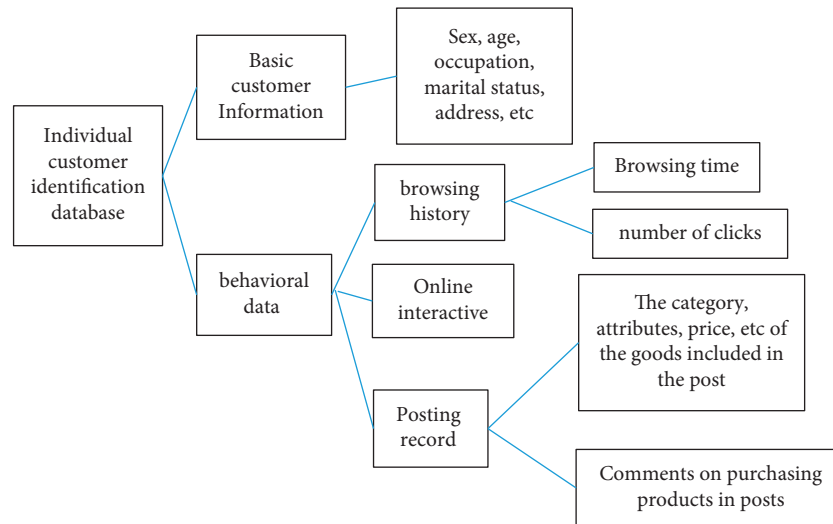 Individual
customer
identification
database
Basic
customer
Information
Sex, age,
occupation,
marital status,
address, etc
behavioral
data
browsing
history
Browsing time
number of clicks
Online
interactive
Posting
record
The category,
attributes, price, etc of
the goods included in
the post
Comments on purchasing
products in posts